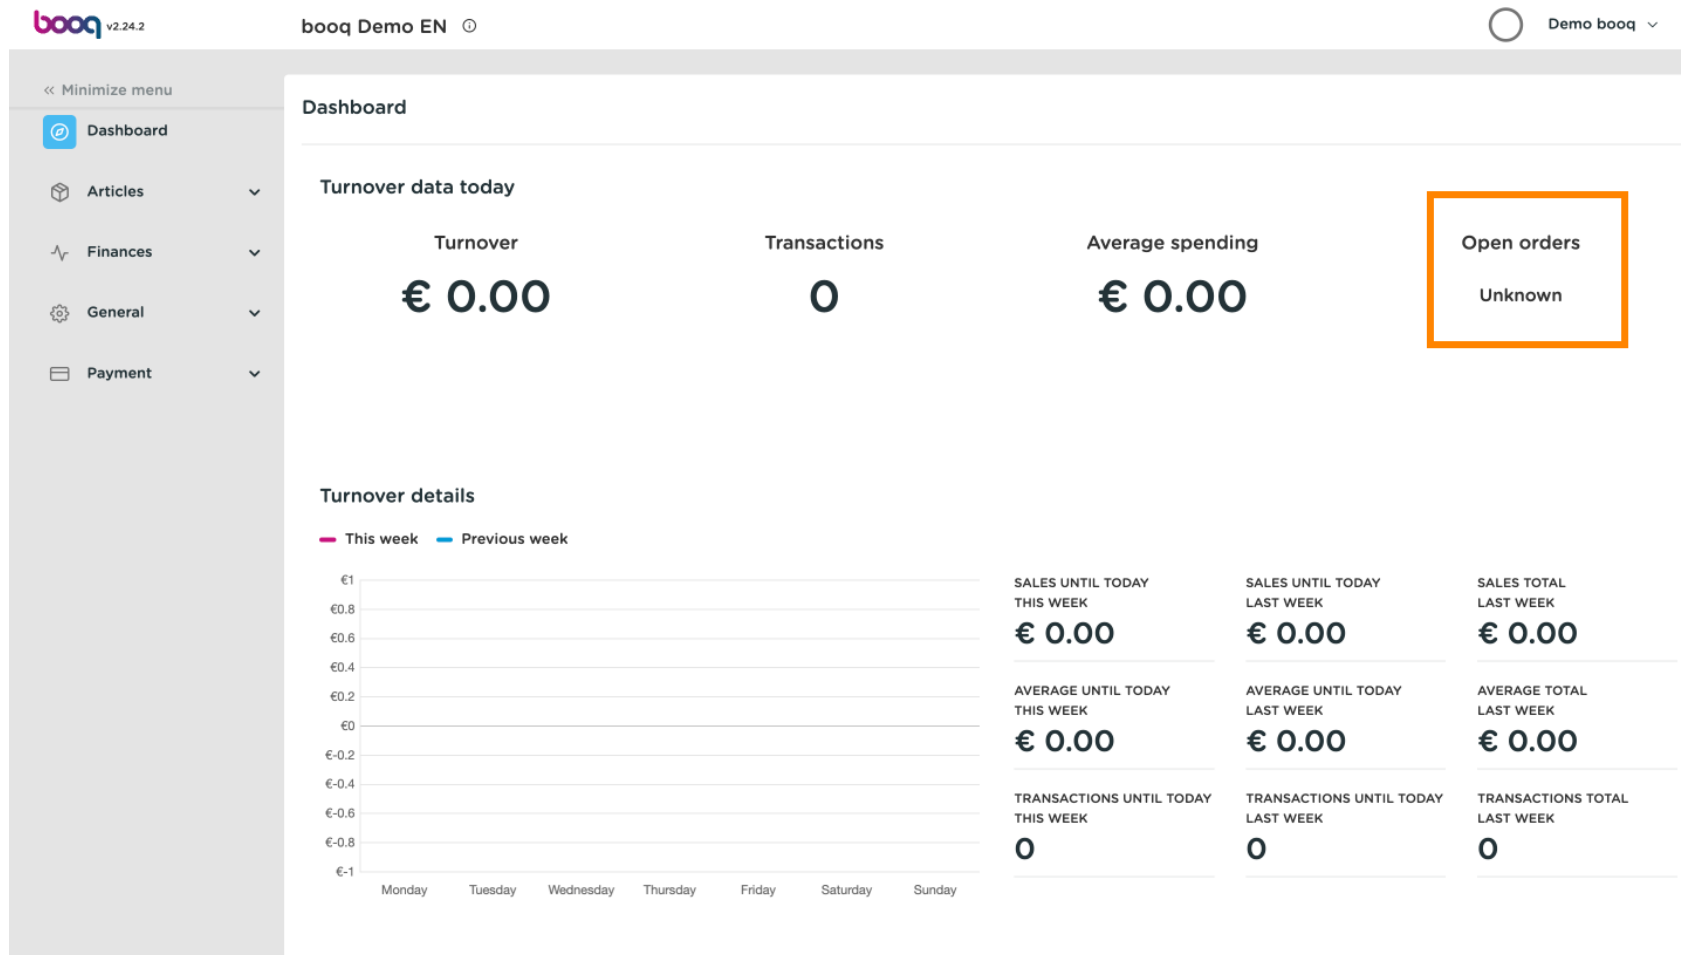 booq v2.24.2
booq Demo EN
Demo booq
« Minimize menu
Dashboard
Articles
Finances
General
Payment
Dashboard
Turnover data today
Turnover
€ 0.00
Transactions
0
Average spending
€ 0.00
Open orders
Unknown
Turnover details
This week Previous week
€1
€0.8
€0.6
€0.4
€0.2
€0
€-0.2
€-0.4
€-0.6
€-0.8
€-1
Monday Tuesday Wednesday Thursday Friday Saturday Sunday
SALES UNTIL TODAY
THIS WEEK
€ 0.00
SALES UNTIL TODAY
LAST WEEK
€ 0.00
SALES TOTAL
LAST WEEK
€ 0.00
AVERAGE UNTIL TODAY
THIS WEEK
€ 0.00
AVERAGE UNTIL TODAY
LAST WEEK
€ 0.00
AVERAGE TOTAL
LAST WEEK
€ 0.00
TRANSACTIONS UNTIL TODAY
THIS WEEK
0
TRANSACTIONS UNTIL TODAY
LAST WEEK
0
TRANSACTIONS TOTAL
LAST WEEK
0